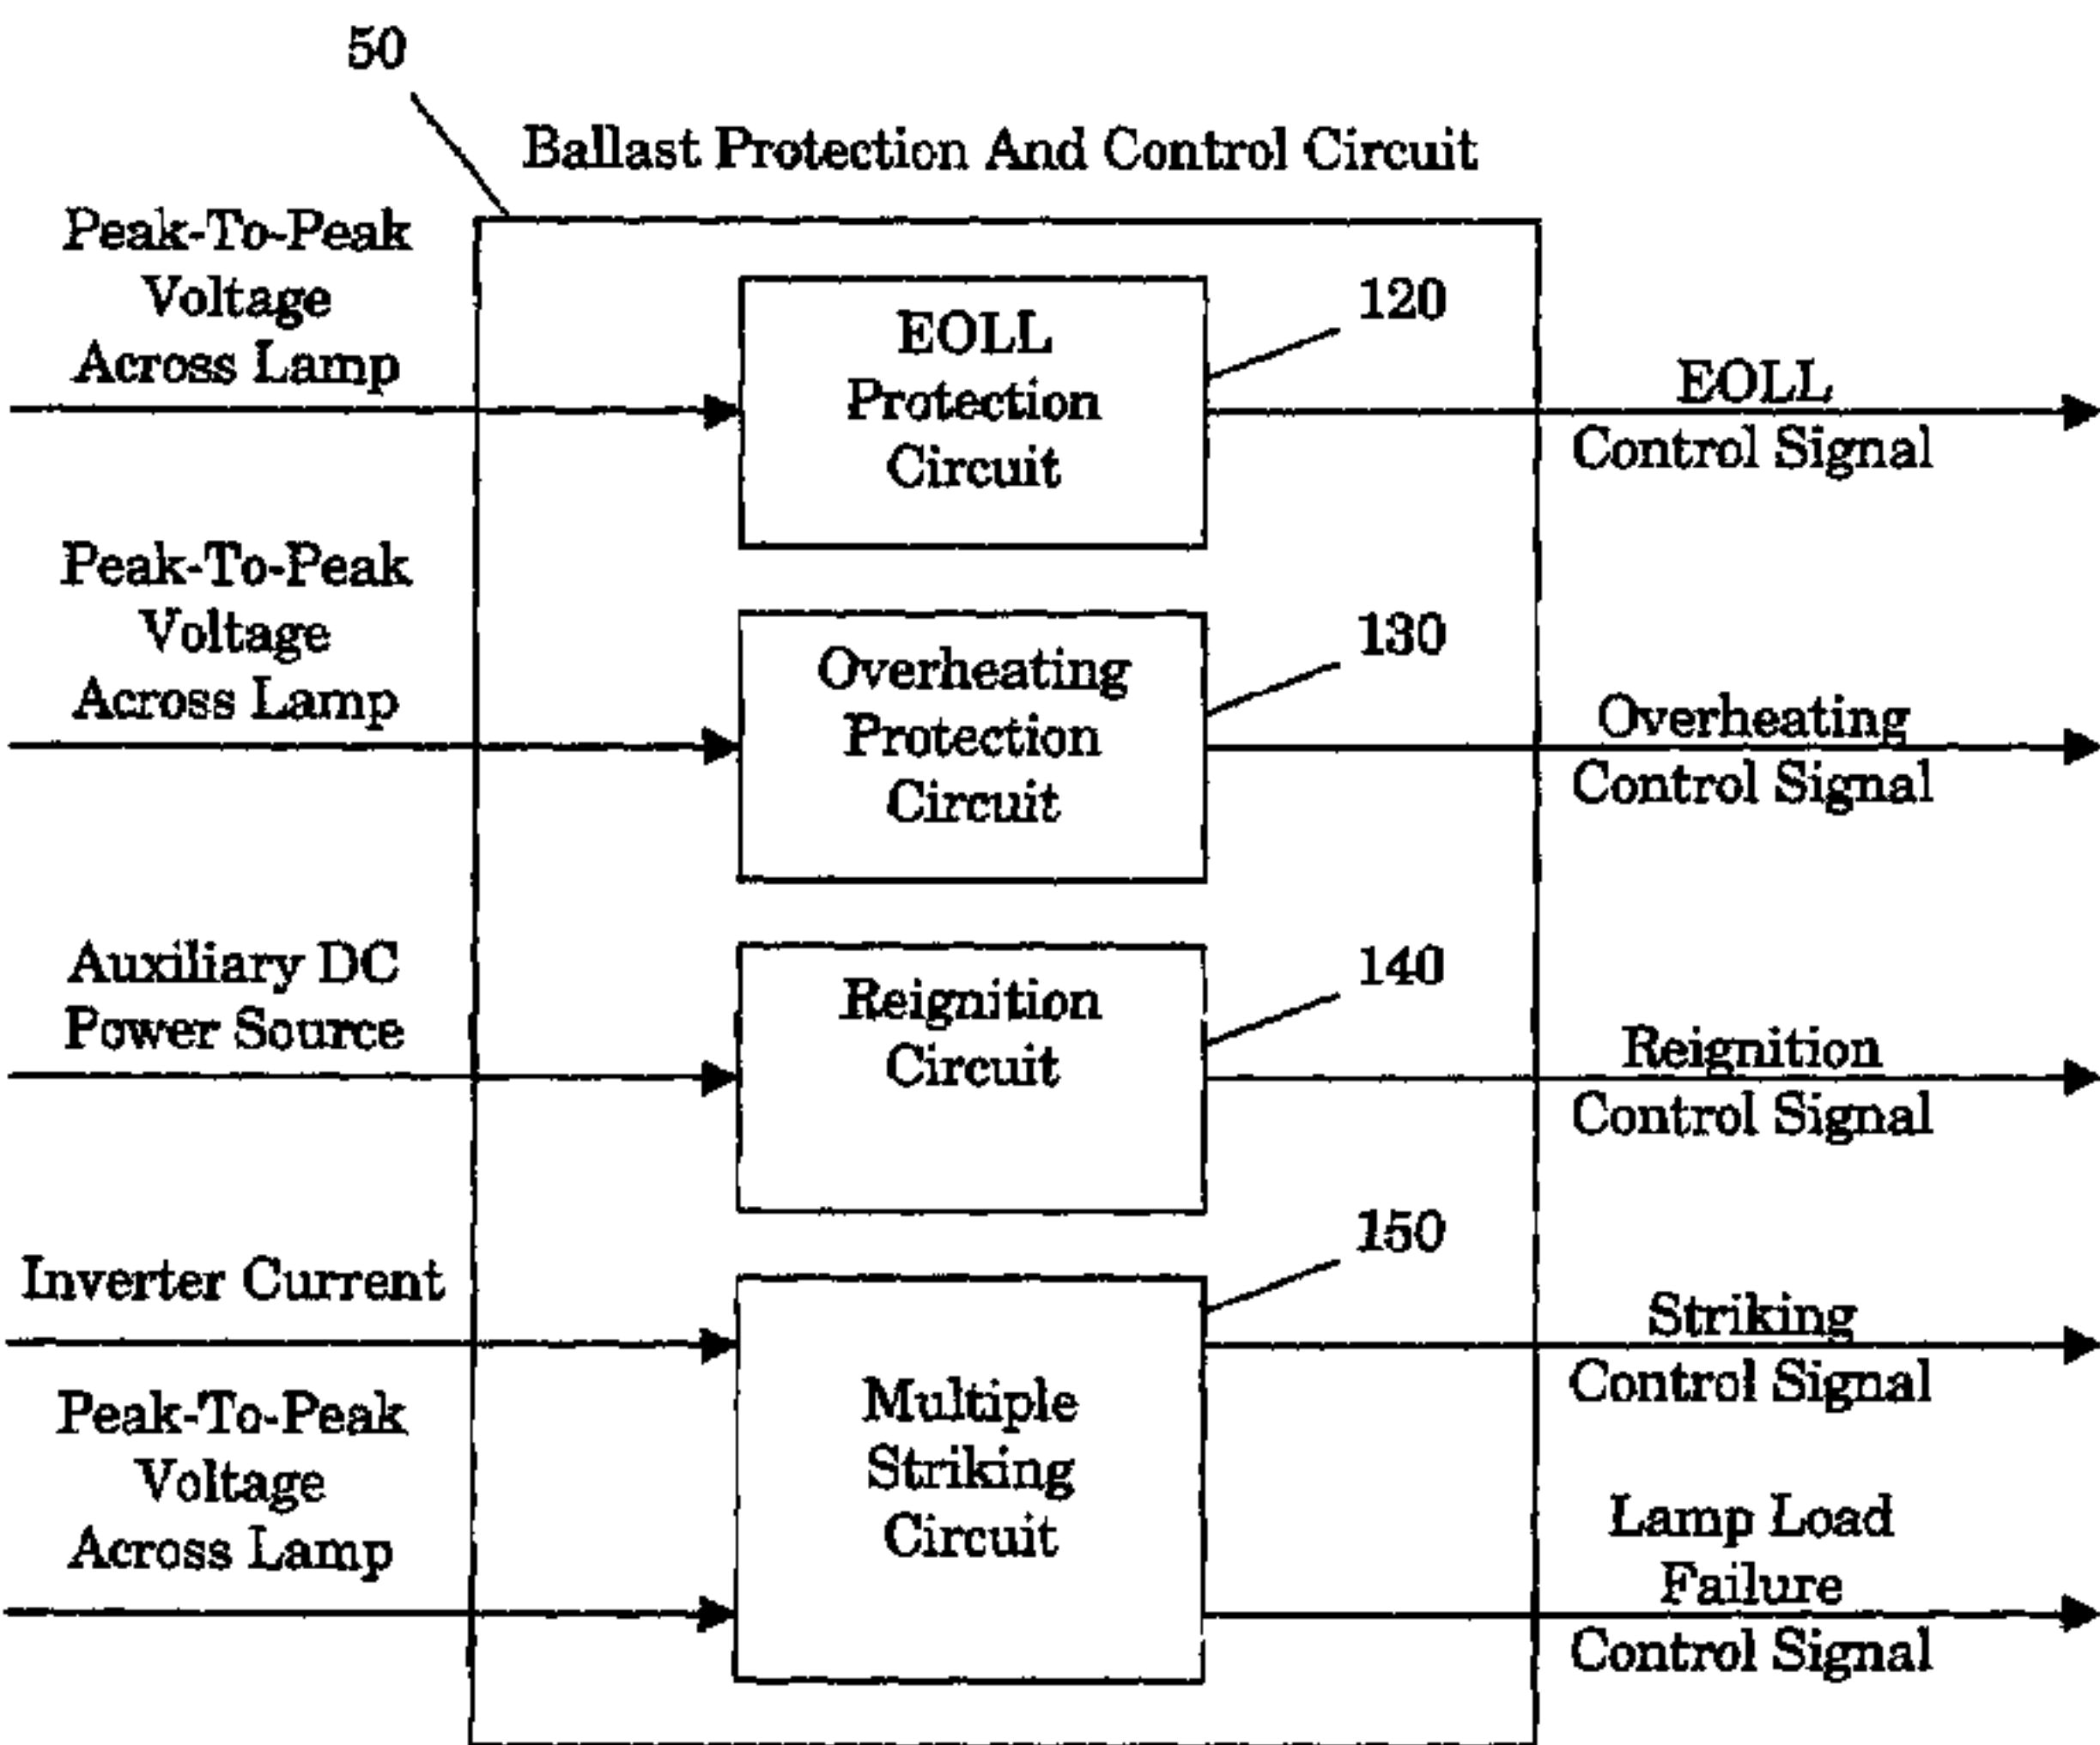 50
Ballast Protection And Control Circuit
Peak-To-Peak
Voltage
Across Lamp
EOLL
Protection
Circuit
120
EOLL
Control Signal
Peak-To-Peak
Voltage
Across Lamp
Overheating
Protection
Circuit
130
Overheating
Control Signal
Auxiliary DC
Power Source
Reignition
Circuit
140
Reignition
Control Signal
Inverter Current
Peak-To-Peak
Voltage
Across Lamp
Multiple
Striking
Circuit
150
Striking
Control Signal
Lamp Load
Failure
Control Signal